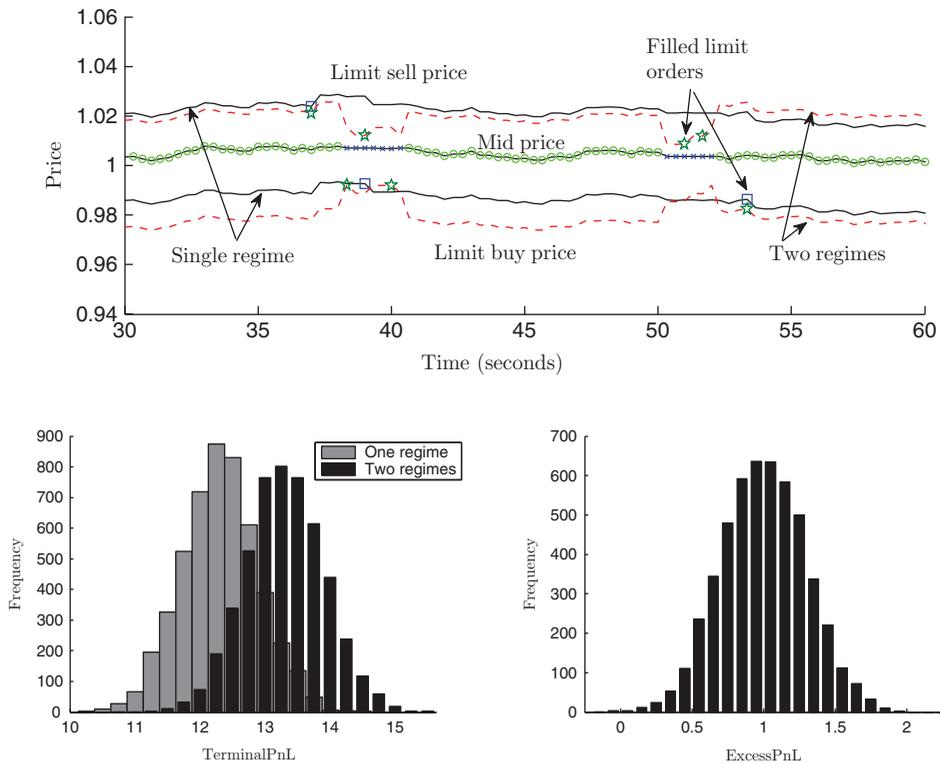 1.06
1.04
1.02
1
0.98
0.96
0.94
Price
Limit sell price
Filled limit
orders
Mid price
Single regime
Limit buy price
Two regimes
30
35
40
45
50
55
60
Time (seconds)
900
800
700
600
500
400
300
200
100
0
Frequency
One regime
Two regimes
10
11
12
13
14
15
TerminalPnL
700
600
500
400
300
200
100
0
Frequency
0
0.5
1
1.5
2
ExcessPnL